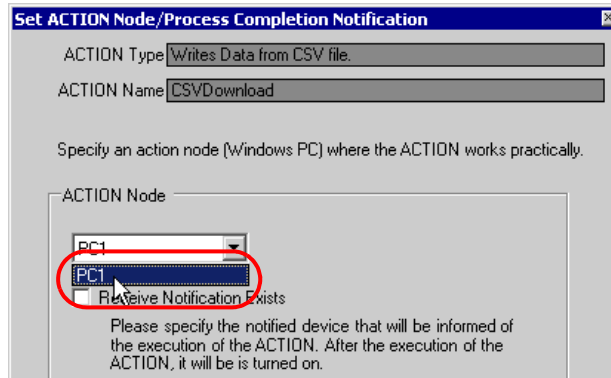 Set ACTION Node/Process Completion Notification
ACTION Type Writes Data from CSV file.
ACTION Name CSVDownload
Specify an action node (Windows PC) where the ACTION works practically.
ACTION Node
PC1
PC1
Receive Notification Exists
Please specify the notified device that will be informed of
the execution of the ACTION. After the execution of the
ACTION, it will be is turned on.